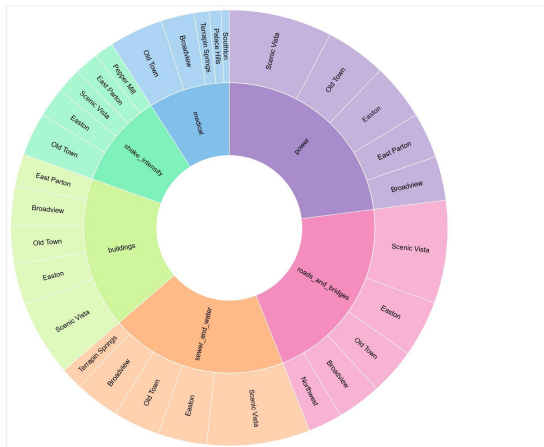 power
Scenic Vista
Old Town
Easton
East Parton
Broadview
roads_and_bridges
Scenic Vista
Easton
Old Town
Broadview
Northwest
sewer_and_water
Scenic Vista
Easton
Old Town
Broadview
Terrapin Springs
buildings
Scenic Vista
Easton
Old Town
Broadview
East Parton
shake_intensity
Old Town
Easton
Scenic Vista
East Parton
Pepper Mill
medical
Old Town
Broadview
Terrapin Springs
Palace Hills
Southton